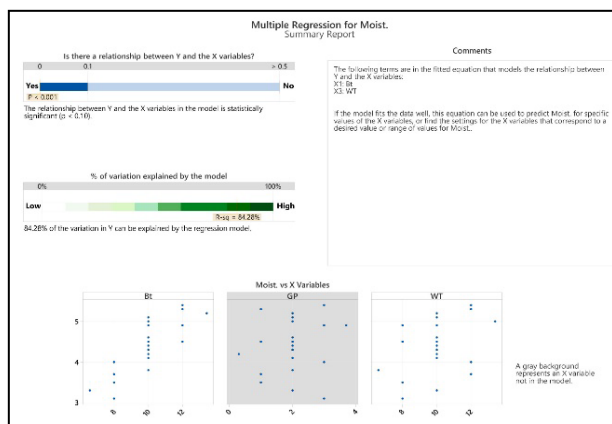 Multiple Regression for Moist.
Summary Report
Is there a relationship between Y and the X variables?
0 0.1 > 0.5
Yes No
P < 0.001
The relationship between Y and the X variables in the model is statistically
significant (p < 0.10).
% of variation explained by the model
0% 100%
Low High
R-sq = 84.28%
84.28% of the variation in Y can be explained by the regression model.
Comments
The following terms are in the fitted equation that models the relationship between
Y and the X variables:
X1: Bt
X3: WT
If the model fits the data well, this equation can be used to predict Moist. for specific
values of the X variables, or find the settings for the X variables that correspond to a
desired value or range of values for Moist..
Moist. vs X Variables
Bt GP WT
5
4
3
8 10 12 0 2 4 8 10 12
A gray background
represents an X variable
not in the model.